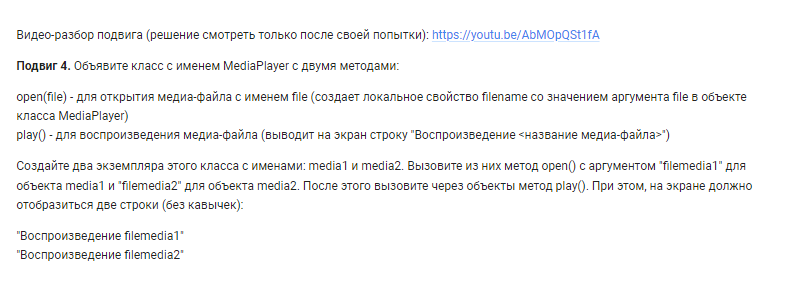 Видео-разбор подвига (решение смотреть только после своей попытки): https://youtu.be/AbMOpQSt1fA
Подвиг 4. Объявите класс с именем MediaPlayer с двумя методами:
open(file) - для открытия медиа-файла с именем file (создает локальное свойство filename со значением аргумента file в объекте
класса MediaPlayer)
play() - для воспроизведения медиа-файла (выводит на экран строку "Воспроизведение <название медиа-файла>")
Создайте два экземпляра этого класса с именами: media1 и media2. Вызовите из них метод open() с аргументом "filemedia1" для
объекта media1 и "filemedia2" для объекта media2. После этого вызовите через объекты метод play(). При этом, на экране должно
отобразиться две строки (без кавычек):
"Воспроизведение filemedia1"
"Воспроизведение filemedia2"